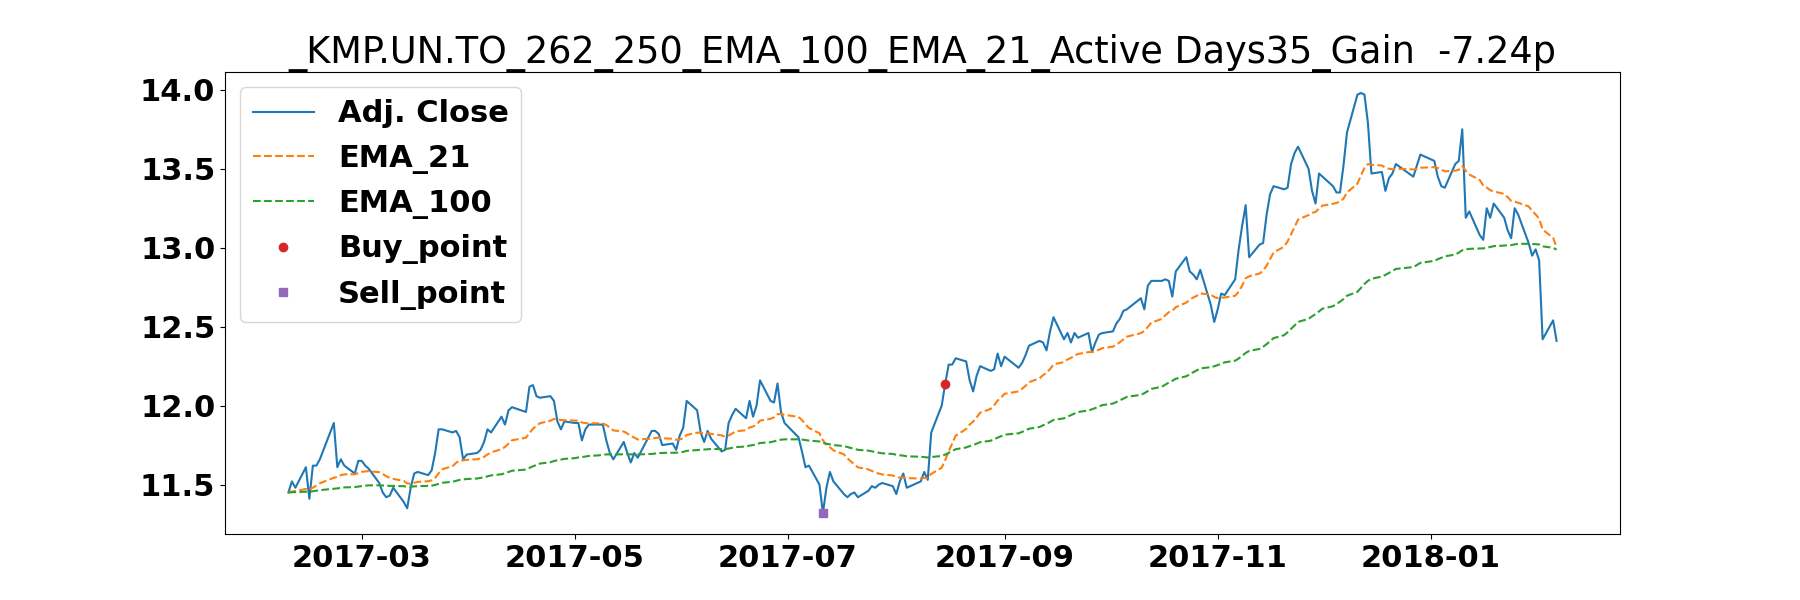 _KMP.UN.TO_262_250_EMA_100_EMA_21_Active Days35_Gain  -7.24p
14.0
13.5
13.0
12.5
12.0
11.5
Adj. Close
EMA_21
EMA_100
Buy_point
Sell_point
2017-03 2017-05 2017-07 2017-09 2017-11 2018-01